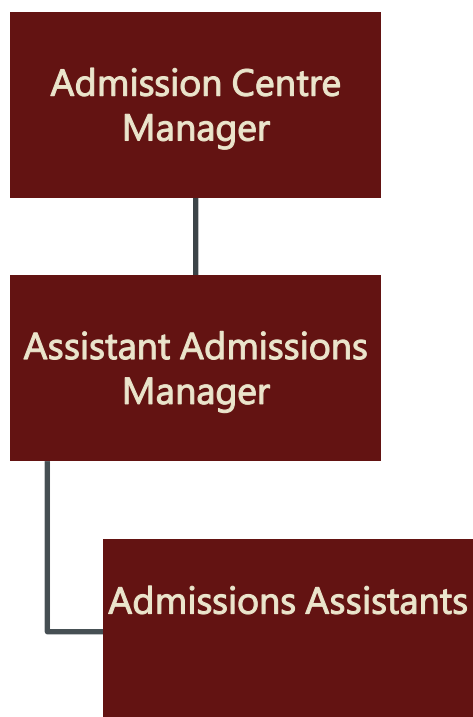 Admission Centre
Manager
Assistant Admissions
Manager
Admissions Assistants